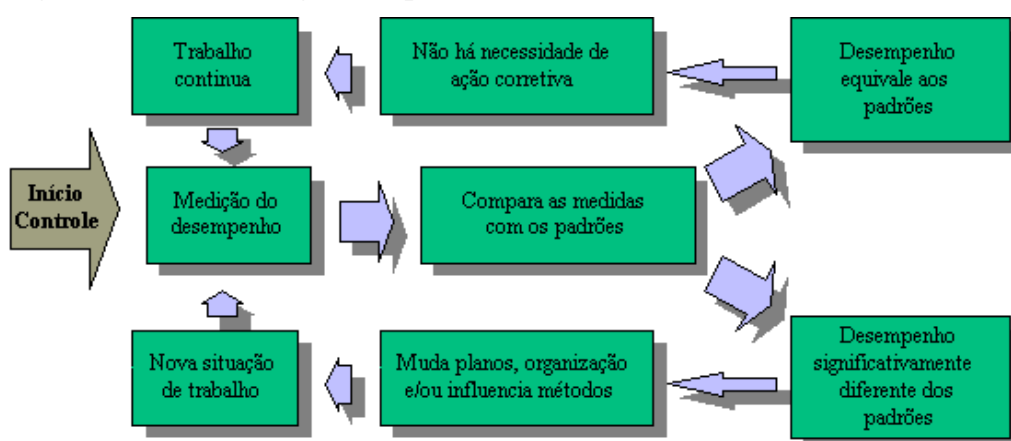 Trabalho
continua
Não há necessidade de
ação corretiva
Desempenho
equivale aos
padrões
Início
Controle
Medição do
desempenho
Compara as medidas
com os padrões
Nova situação
de trabalho
Muda planos, organização
e/ou influencia métodos
Desempenho
significativamente
diferente dos
padrões